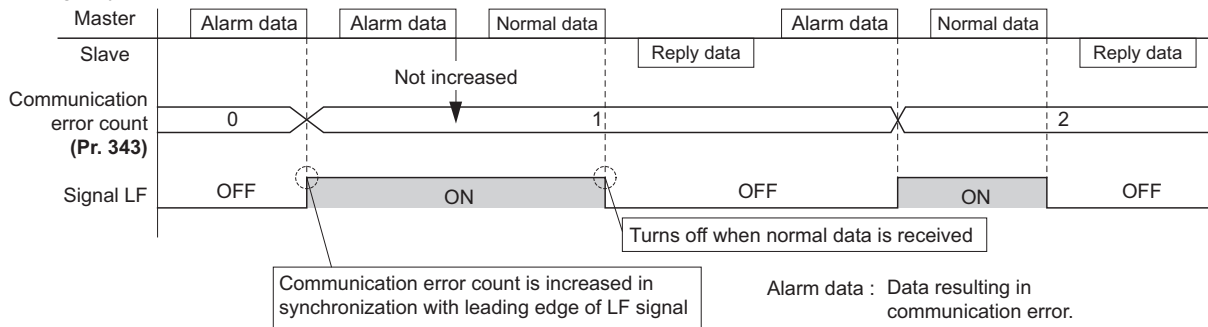 Master Alarm data Alarm data Normal data Alarm data Normal data
Slave Reply data Reply data
Not increased
Communication
error count
(Pr. 343)
0 1 2
Signal LF OFF ON OFF ON OFF
Turns off when normal data is received
Communication error count is increased in
synchronization with leading edge of LF signal
Alarm data : Data resulting in
communication error.